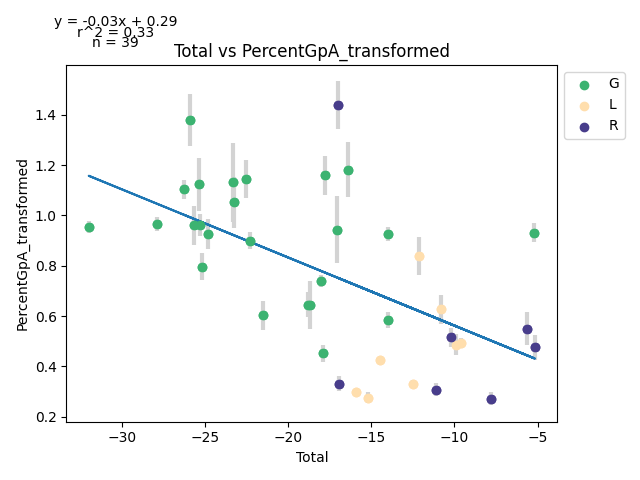 y = -0.03x + 0.29
r^2 = 0.33
n = 39
Total vs PercentGpA_transformed
G
L
R
PercentGpA_transformed
1.4
1.2
1.0
0.8
0.6
0.4
0.2
−30
−25
−20
−15
−10
−5
Total